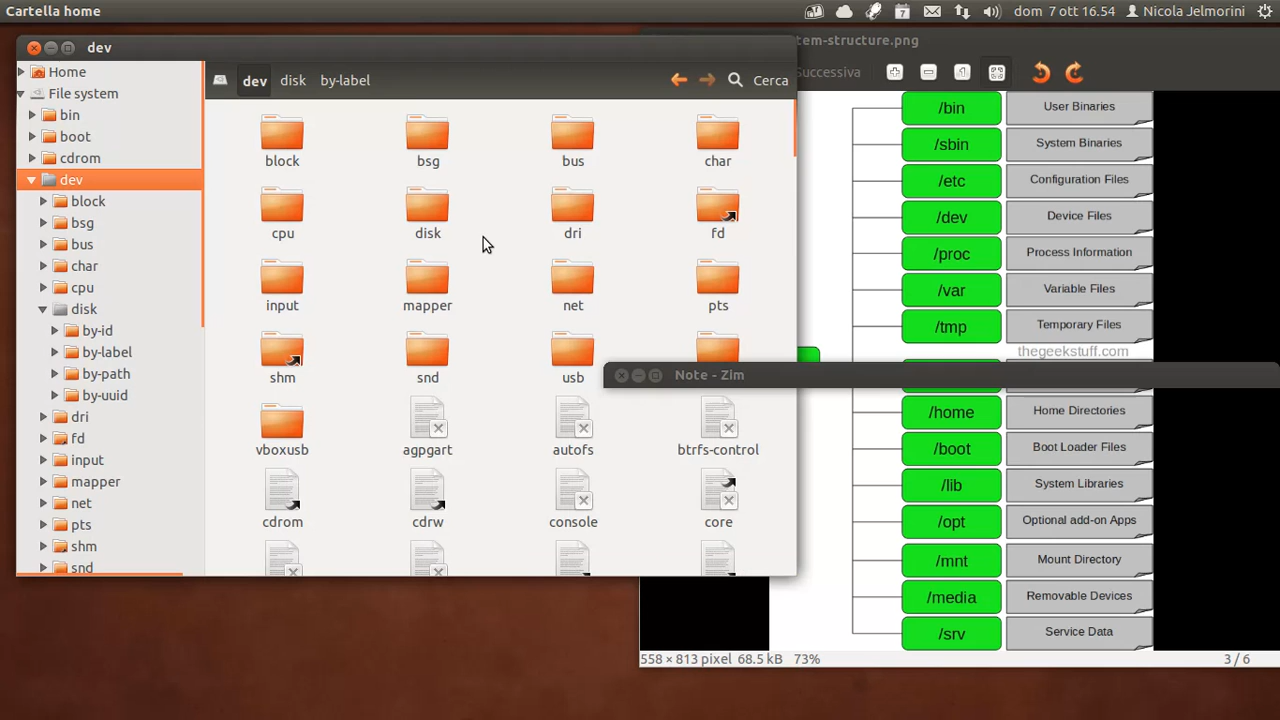 Cartella home
7
dom 7 ott 16.54
Nicola Jelmorini
dev
Home
File system
bin
boot
cdrom
dev
block
bsg
bus
char
cpu
disk
by-id
by-label
by-path
by-uuid
dri
fd
input
mapper
net
pts
shm
snd
dev
disk
by-label
Cerca
block
bsg
bus
char
cpu
disk
dri
fd
input
mapper
net
pts
shm
snd
usb
vboxusb
agpgart
autofs
btrfs-control
cdrom
cdrw
console
core
tem-structure.png
Successiva
/bin
User Binaries
/sbin
System Binaries
/etc
Configuration Files
/dev
Device Files
/proc
Process Information
/var
Variable Files
/tmp
Temporary Files
thegeekstuff.com
Note - Zim
/home
Home Directories
/boot
Boot Loader Files
/lib
System Libraries
/opt
Optional add-on Apps
/mnt
Mount Directory
/media
Removable Devices
/srv
Service Data
558 × 813 pixel 68.5 kB 73%
3 / 6